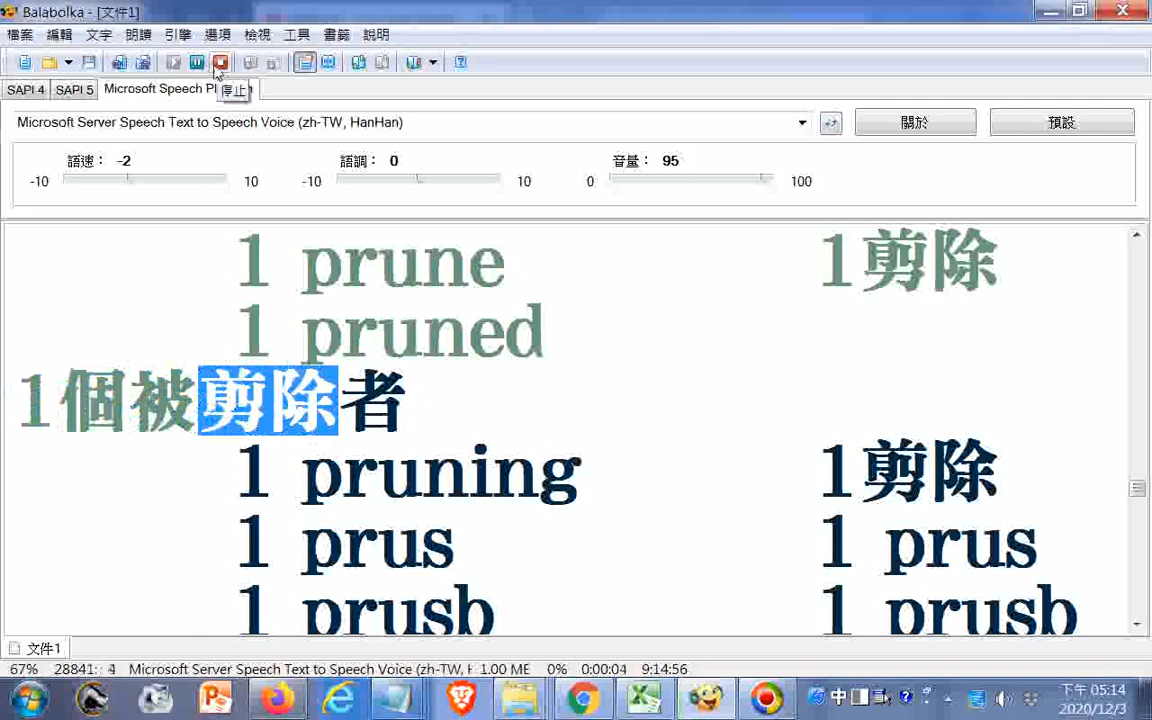 Balabolka - [文件1]
檔案 編輯 文字 朗讀 引擎 選項 檢視 工具 書籤 說明
SAPI 4 SAPI 5 Microsoft Speech
停止
Microsoft Server Speech Text to Speech Voice (zh-TW, HanHan)
關於 預設
語速: -2 語調: 0 音量: 95
-10 10 -10 10 0 100
1 prune 1剪除
1 pruned
1個被剪除者
1 pruning 1剪除
1 prus 1 prus
1 prusb 1 prusb
文件1
67% 28841: 4 Microsoft Server Speech Text to Speech Voice (zh-TW, 1.00 ME 0% 0:00:04 9:14:56
中 下午 05:14
2020/12/3